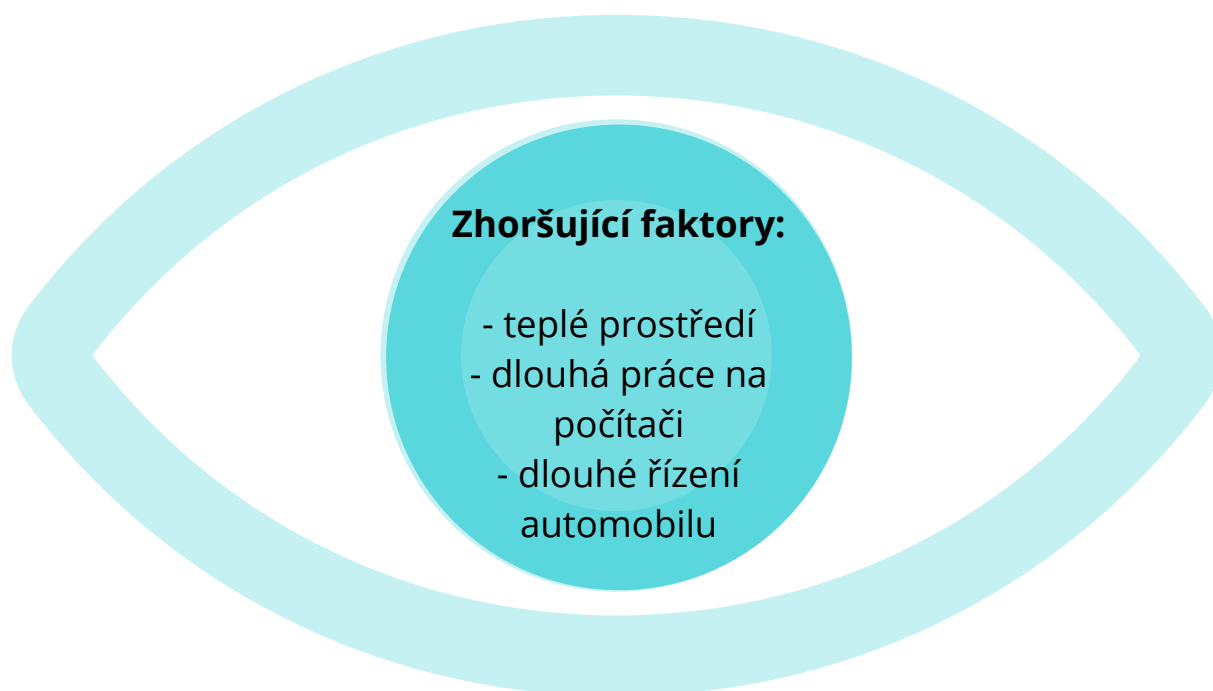 Zhoršující faktory:
- teplé prostředí
- dlouhá práce na
počítači
- dlouhé řízení
automobilu